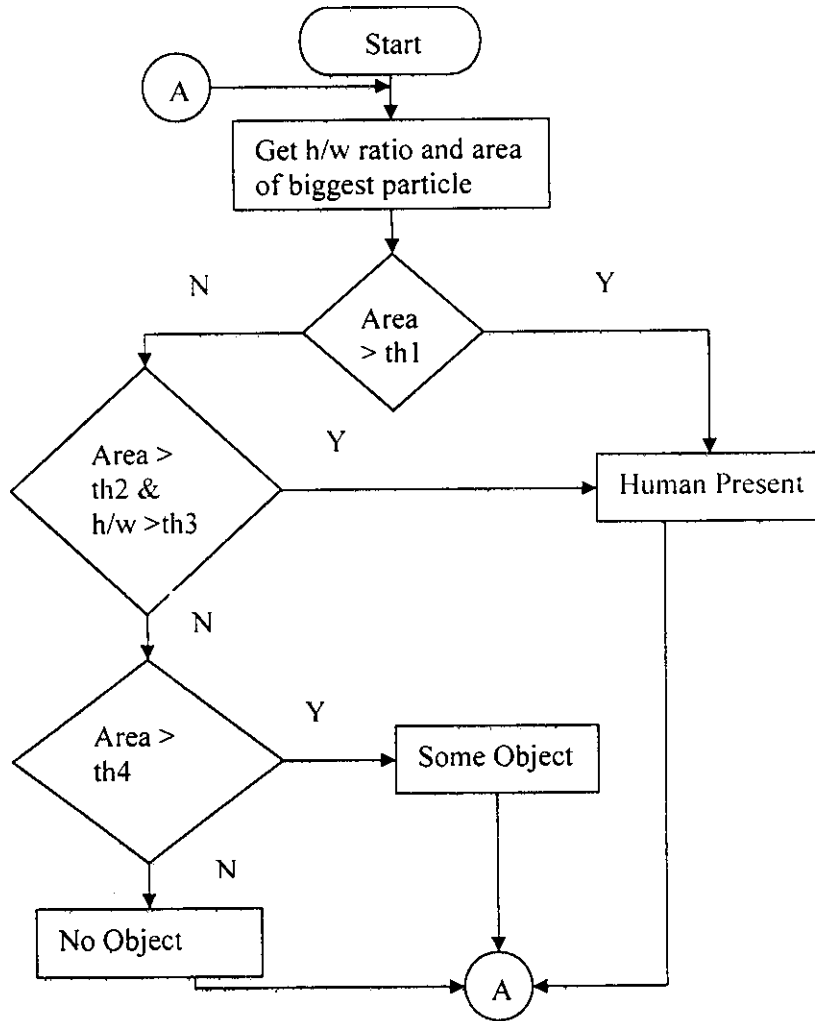 Start
A
Get h/w ratio and area
of biggest particle
N
Y
Area
> th1
Y
Area >
th2 &
h/w >th3
Human Present
N
Y
Area >
th4
Some Object
N
No Object
A